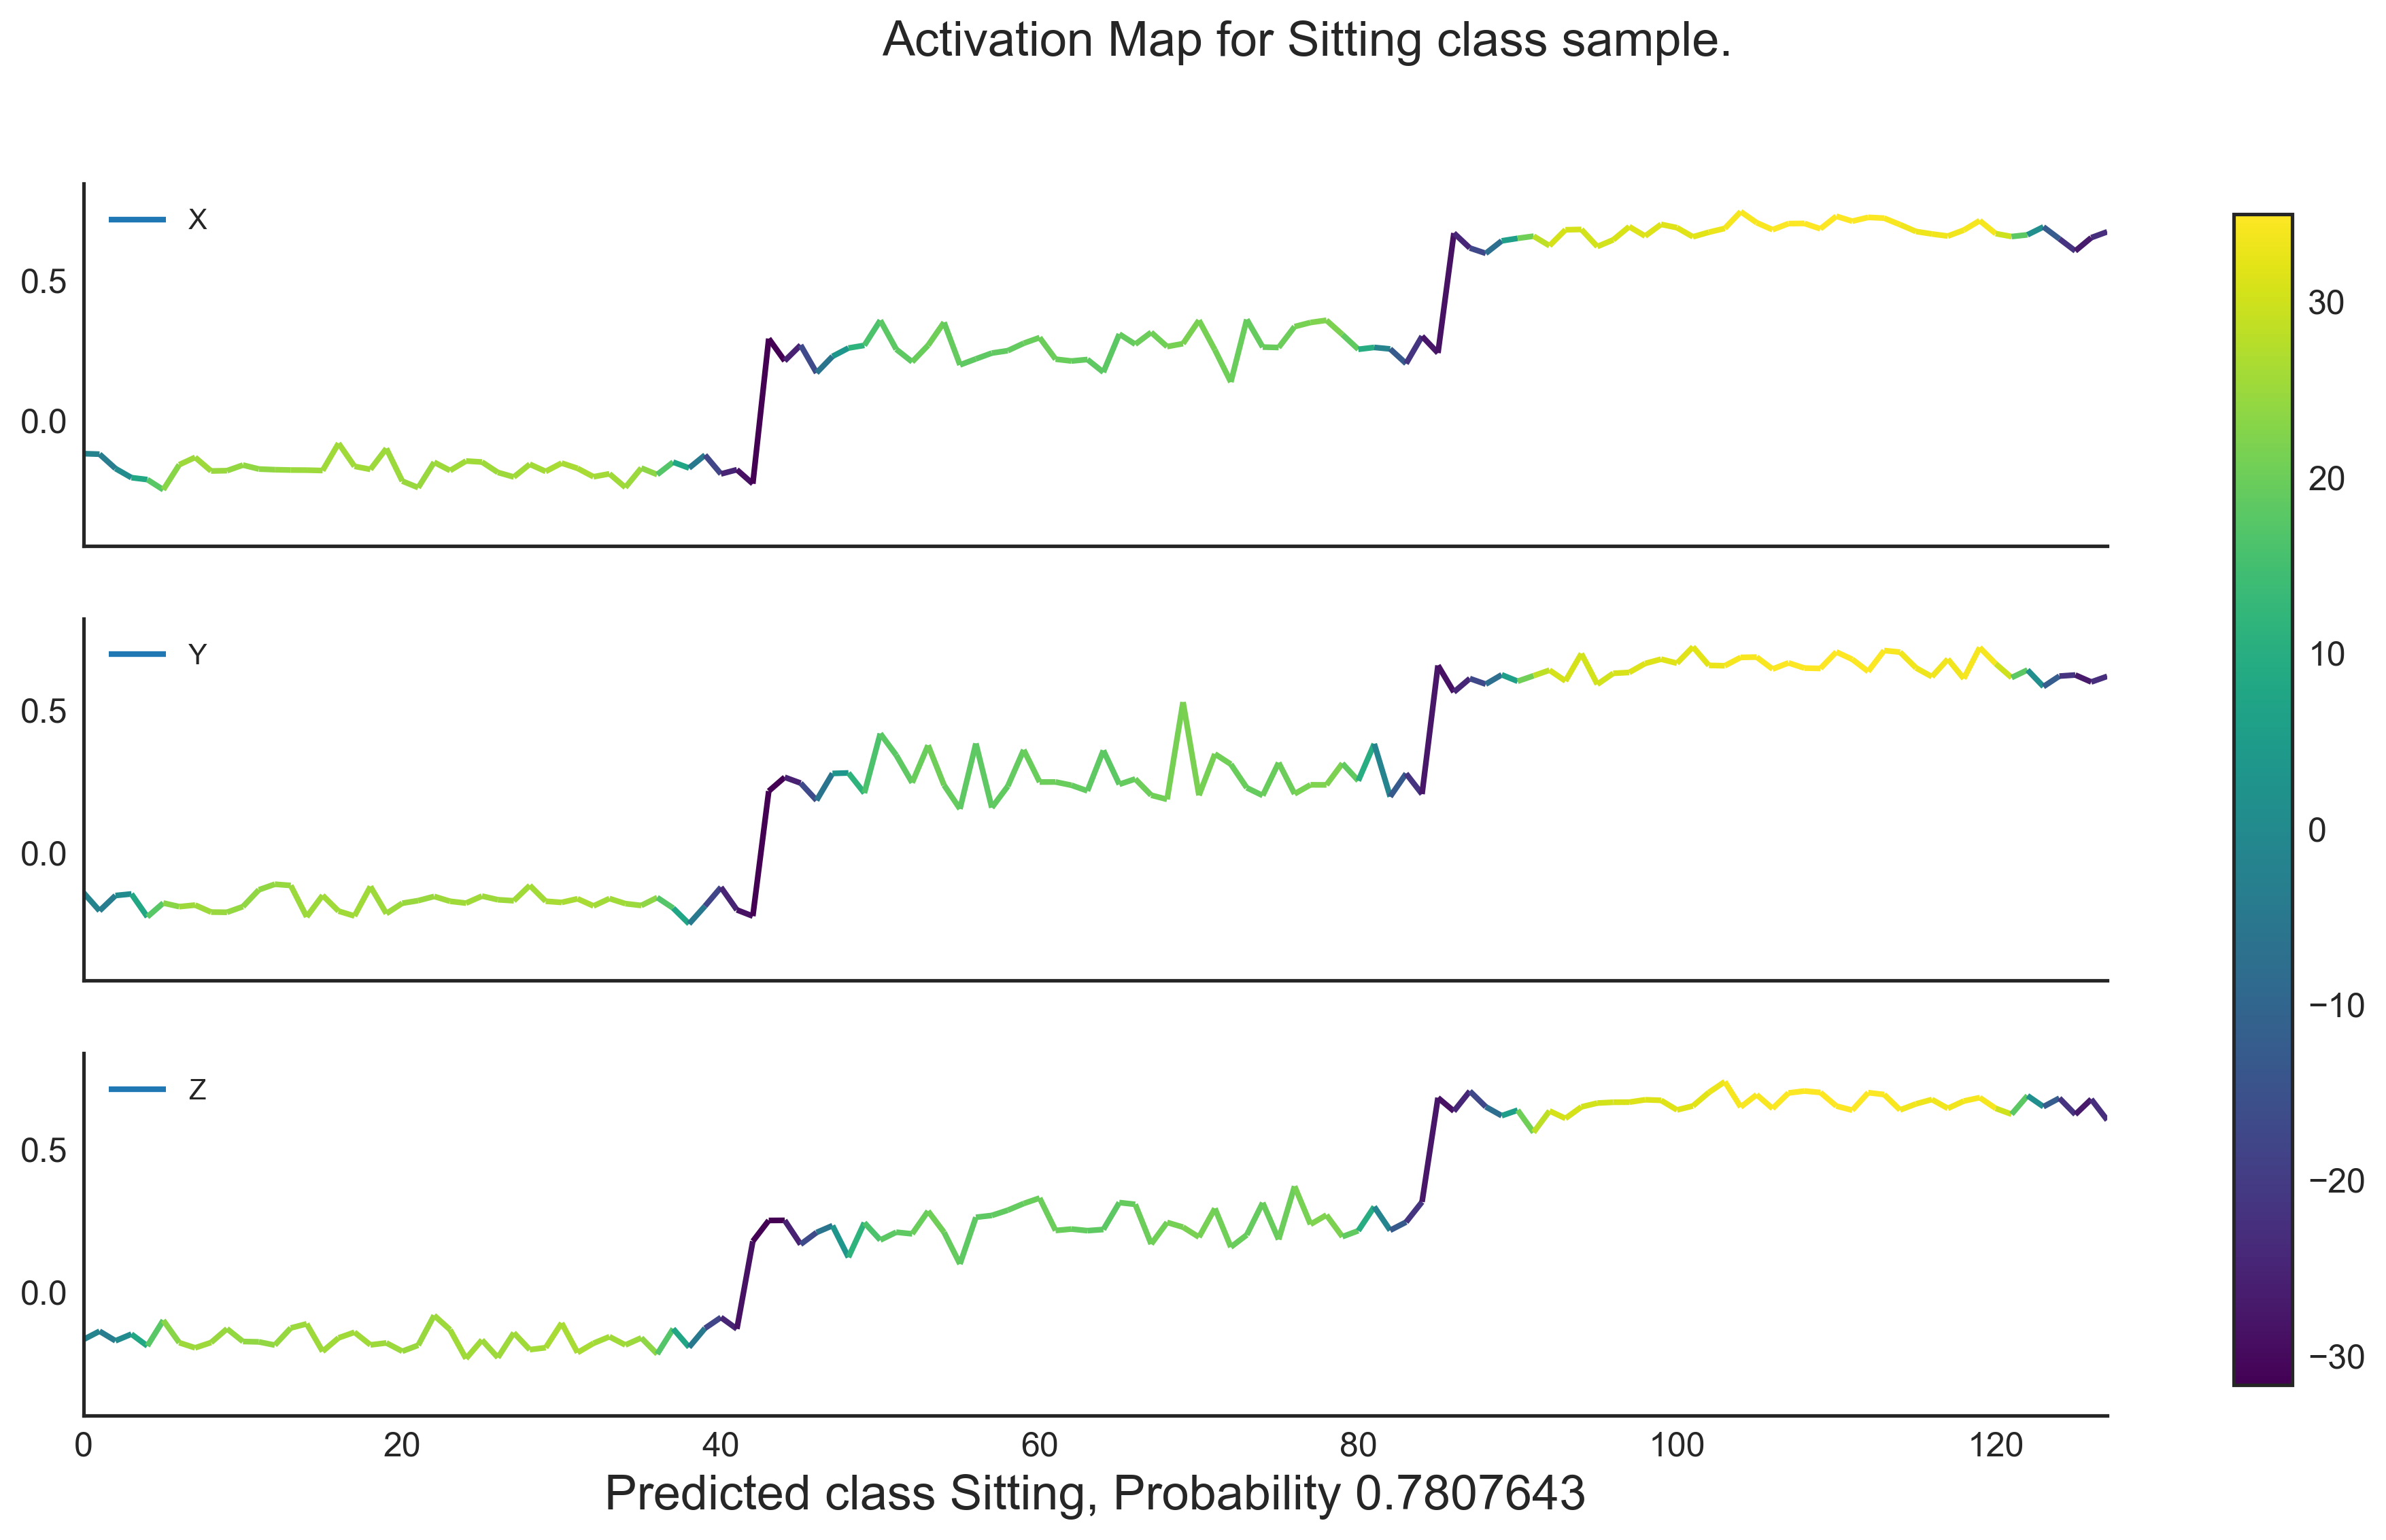 Activation Map for Sitting class sample.
X
0.5
0.0
Y
0.5
0.0
Z
0.5
0.0
0 20 40 60 80 100 120
Predicted class Sitting, Probability 0.7807643
30
20
10
0
−10
−20
−30